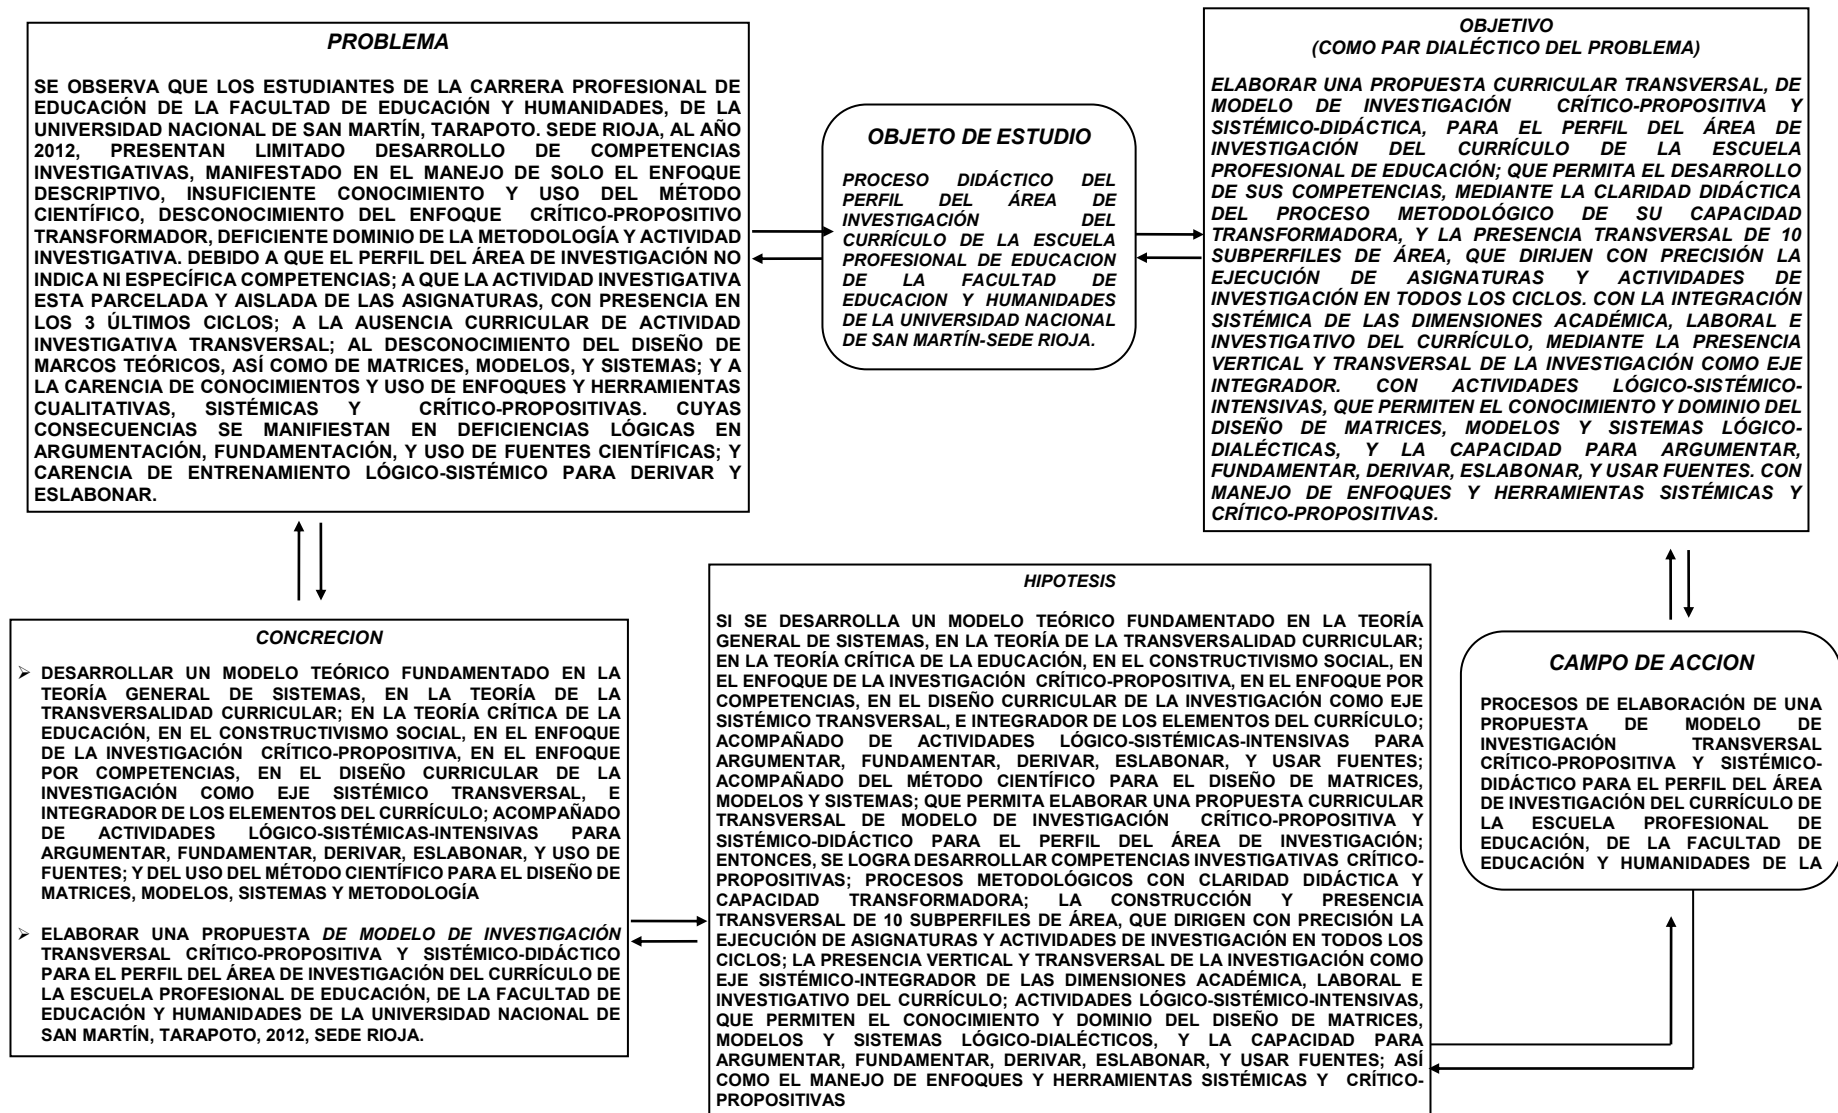 PROBLEMA
SE OBSERVA QUE LOS ESTUDIANTES DE LA CARRERA PROFESIONAL DE
EDUCACIÓN DE LA FACULTAD DE EDUCACIÓN Y HUMANIDADES, DE LA
UNIVERSIDAD NACIONAL DE SAN MARTÍN, TARAPOTO. SEDE RIOJA, AL AÑO
2012, PRESENTAN LIMITADO DESARROLLO DE COMPETENCIAS
INVESTIGATIVAS, MANIFESTADO EN EL MANEJO DE SOLO EL ENFOQUE
DESCRIPTIVO, INSUFICIENTE CONOCIMIENTO Y USO DEL MÉTODO
CIENTÍFICO, DESCONOCIMIENTO DEL ENFOQUE CRÍTICO-PROPOSITIVO
TRANSFORMADOR, DEFICIENTE DOMINIO DE LA METODOLOGÍA Y ACTIVIDAD
INVESTIGATIVA. DEBIDO A QUE EL PERFIL DEL ÁREA DE INVESTIGACIÓN NO
INDICA NI ESPECÍFICA COMPETENCIAS; A QUE LA ACTIVIDAD INVESTIGATIVA
ESTA PARCELADA Y AISLADA DE LAS ASIGNATURAS, CON PRESENCIA EN
LOS 3 ÚLTIMOS CICLOS; A LA AUSENCIA CURRICULAR DE ACTIVIDAD
INVESTIGATIVA TRANSVERSAL; AL DESCONOCIMIENTO DEL DISEÑO DE
MARCOS TEÓRICOS, ASÍ COMO DE MATRICES, MODELOS, Y SISTEMAS; Y A
LA CARENCIA DE CONOCIMIENTOS Y USO DE ENFOQUES Y HERRAMIENTAS
CUALITATIVAS, SISTÉMICAS Y CRÍTICO-PROPOSITIVAS. CUYAS
CONSECUENCIAS SE MANIFIESTAN EN DEFICIENCIAS LÓGICAS EN
ARGUMENTACIÓN, FUNDAMENTACIÓN, Y USO DE FUENTES CIENTÍFICAS; Y
CARENCIA DE ENTRENAMIENTO LÓGICO-SISTÉMICO PARA DERIVAR Y
ESLABONAR.
OBJETO DE ESTUDIO
PROCESO DIDÁCTICO DEL
PERFIL DEL ÁREA DE
INVESTIGACIÓN DEL
CURRÍCULO DE LA ESCUELA
PROFESIONAL DE EDUCACION
DE LA FACULTAD DE
EDUCACION Y HUMANIDADES
DE LA UNIVERSIDAD NACIONAL
DE SAN MARTÍN-SEDE RIOJA.
OBJETIVO
(COMO PAR DIALÉCTICO DEL PROBLEMA)
ELABORAR UNA PROPUESTA CURRICULAR TRANSVERSAL, DE
MODELO DE INVESTIGACIÓN CRÍTICO-PROPOSITIVA Y
SISTÉMICO-DIDÁCTICA, PARA EL PERFIL DEL ÁREA DE
INVESTIGACIÓN DEL CURRÍCULO DE LA ESCUELA
PROFESIONAL DE EDUCACIÓN; QUE PERMITA EL DESARROLLO
DE SUS COMPETENCIAS, MEDIANTE LA CLARIDAD DIDÁCTICA
DEL PROCESO METODOLÓGICO DE SU CAPACIDAD
TRANSFORMADORA, Y LA PRESENCIA TRANSVERSAL DE 10
SUBPERFILES DE ÁREA, QUE DIRIJEN CON PRECISIÓN LA
EJECUCIÓN DE ASIGNATURAS Y ACTIVIDADES DE
INVESTIGACIÓN EN TODOS LOS CICLOS. CON LA INTEGRACIÓN
SISTÉMICA DE LAS DIMENSIONES ACADÉMICA, LABORAL E
INVESTIGATIVO DEL CURRÍCULO, MEDIANTE LA PRESENCIA
VERTICAL Y TRANSVERSAL DE LA INVESTIGACIÓN COMO EJE
INTEGRADOR. CON ACTIVIDADES LÓGICO-SISTÉMICO-
INTENSIVAS, QUE PERMITEN EL CONOCIMIENTO Y DOMINIO DEL
DISEÑO DE MATRICES, MODELOS Y SISTEMAS LÓGICO-
DIALÉCTICAS, Y LA CAPACIDAD PARA ARGUMENTAR,
FUNDAMENTAR, DERIVAR, ESLABONAR, Y USAR FUENTES. CON
MANEJO DE ENFOQUES Y HERRAMIENTAS SISTÉMICAS Y
CRÍTICO-PROPOSITIVAS.
CONCRECION
➢ DESARROLLAR UN MODELO TEÓRICO FUNDAMENTADO EN LA
TEORÍA GENERAL DE SISTEMAS, EN LA TEORÍA DE LA
TRANSVERSALIDAD CURRICULAR; EN LA TEORÍA CRÍTICA DE LA
EDUCACIÓN, EN EL CONSTRUCTIVISMO SOCIAL, EN EL ENFOQUE
DE LA INVESTIGACIÓN CRÍTICO-PROPOSITIVA, EN EL ENFOQUE
POR COMPETENCIAS, EN EL DISEÑO CURRICULAR DE LA
INVESTIGACIÓN COMO EJE SISTÉMICO TRANSVERSAL, E
INTEGRADOR DE LOS ELEMENTOS DEL CURRÍCULO; ACOMPAÑADO
DE ACTIVIDADES LÓGICO-SISTÉMICAS-INTENSIVAS PARA
ARGUMENTAR, FUNDAMENTAR, DERIVAR, ESLABONAR, Y USO DE
FUENTES; Y DEL USO DEL MÉTODO CIENTÍFICO PARA EL DISEÑO DE
MATRICES, MODELOS, SISTEMAS Y METODOLOGÍA
➢ ELABORAR UNA PROPUESTA DE MODELO DE INVESTIGACIÓN
TRANSVERSAL CRÍTICO-PROPOSITIVA Y SISTÉMICO-DIDÁCTICO
PARA EL PERFIL DEL ÁREA DE INVESTIGACIÓN DEL CURRÍCULO DE
LA ESCUELA PROFESIONAL DE EDUCACIÓN, DE LA FACULTAD DE
EDUCACIÓN Y HUMANIDADES DE LA UNIVERSIDAD NACIONAL DE
SAN MARTÍN, TARAPOTO, 2012, SEDE RIOJA.
HIPOTESIS
SI SE DESARROLLA UN MODELO TEÓRICO FUNDAMENTADO EN LA TEORÍA
GENERAL DE SISTEMAS, EN LA TEORÍA DE LA TRANSVERSALIDAD CURRICULAR;
EN LA TEORÍA CRÍTICA DE LA EDUCACIÓN, EN EL CONSTRUCTIVISMO SOCIAL, EN
EL ENFOQUE DE LA INVESTIGACIÓN CRÍTICO-PROPOSITIVA, EN EL ENFOQUE POR
COMPETENCIAS, EN EL DISEÑO CURRICULAR DE LA INVESTIGACIÓN COMO EJE
SISTÉMICO TRANSVERSAL, E INTEGRADOR DE LOS ELEMENTOS DEL CURRÍCULO;
ACOMPAÑADO DE ACTIVIDADES LÓGICO-SISTÉMICAS-INTENSIVAS PARA
ARGUMENTAR, FUNDAMENTAR, DERIVAR, ESLABONAR, Y USAR FUENTES;
ACOMPAÑADO DEL MÉTODO CIENTÍFICO PARA EL DISEÑO DE MATRICES,
MODELOS Y SISTEMAS; QUE PERMITA ELABORAR UNA PROPUESTA CURRICULAR
TRANSVERSAL DE MODELO DE INVESTIGACIÓN CRÍTICO-PROPOSITIVA Y
SISTÉMICO-DIDÁCTICO PARA EL PERFIL DEL ÁREA DE INVESTIGACIÓN;
ENTONCES, SE LOGRA DESARROLLAR COMPETENCIAS INVESTIGATIVAS CRÍTICO-
PROPOSITIVAS; PROCESOS METODOLÓGICOS CON CLARIDAD DIDÁCTICA Y
CAPACIDAD TRANSFORMADORA; LA CONSTRUCCIÓN Y PRESENCIA
TRANSVERSAL DE 10 SUBPERFILES DE ÁREA, QUE DIRIGEN CON PRECISIÓN LA
EJECUCIÓN DE ASIGNATURAS Y ACTIVIDADES DE INVESTIGACIÓN EN TODOS LOS
CICLOS; LA PRESENCIA VERTICAL Y TRANSVERSAL DE LA INVESTIGACIÓN COMO
EJE SISTÉMICO-INTEGRADOR DE LAS DIMENSIONES ACADÉMICA, LABORAL E
INVESTIGATIVO DEL CURRÍCULO; ACTIVIDADES LÓGICO-SISTÉMICO-INTENSIVAS,
QUE PERMITEN EL CONOCIMIENTO Y DOMINIO DEL DISEÑO DE MATRICES,
MODELOS Y SISTEMAS LÓGICO-DIALÉCTICOS, Y LA CAPACIDAD PARA
ARGUMENTAR, FUNDAMENTAR, DERIVAR, ESLABONAR, Y USAR FUENTES; ASÍ
COMO EL MANEJO DE ENFOQUES Y HERRAMIENTAS SISTÉMICAS Y CRÍTICO-
PROPOSITIVAS
CAMPO DE ACCION
PROCESOS DE ELABORACIÓN DE UNA
PROPUESTA DE MODELO DE
INVESTIGACIÓN TRANSVERSAL
CRÍTICO-PROPOSITIVA Y SISTÉMICO-
DIDÁCTICO PARA EL PERFIL DEL ÁREA
DE INVESTIGACIÓN DEL CURRÍCULO DE
LA ESCUELA PROFESIONAL DE
EDUCACIÓN, DE LA FACULTAD DE
EDUCACIÓN Y HUMANIDADES DE LA